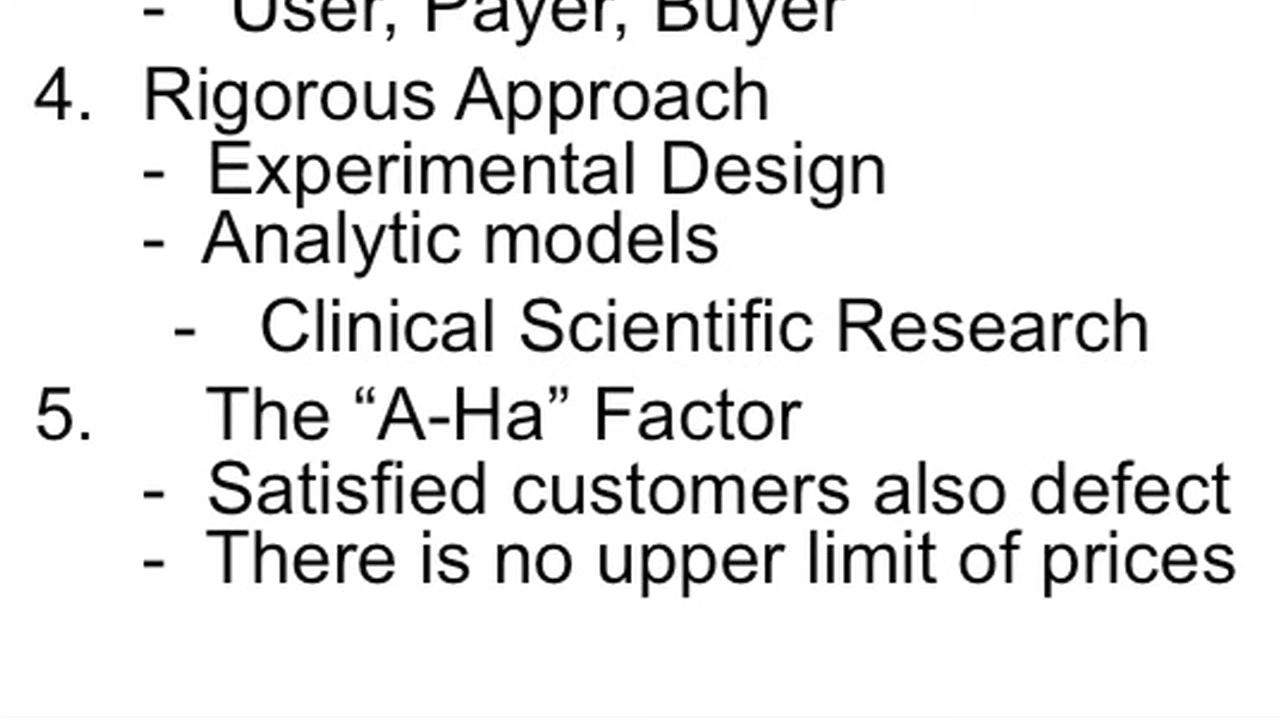 - User, Payer, Buyer
4. Rigorous Approach
- Experimental Design
- Analytic models
- Clinical Scientific Research
5. The “A-Ha” Factor
- Satisfied customers also defect
- There is no upper limit of prices